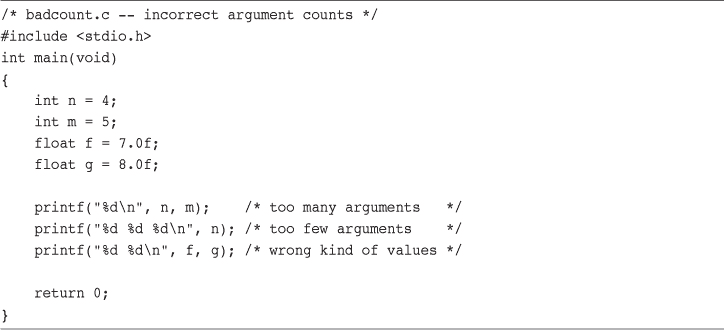 /* badcount.c -- incorrect argument counts */
#include <stdio.h>
int main(void)
{
    int n = 4;
    int m = 5;
    float f = 7.0f;
    float g = 8.0f;

    printf("%d\n", n, m);    /* too many arguments   */
    printf("%d %d %d\n", n); /* too few arguments    */
    printf("%d %d\n", f, g); /* wrong kind of values */

    return 0;
}